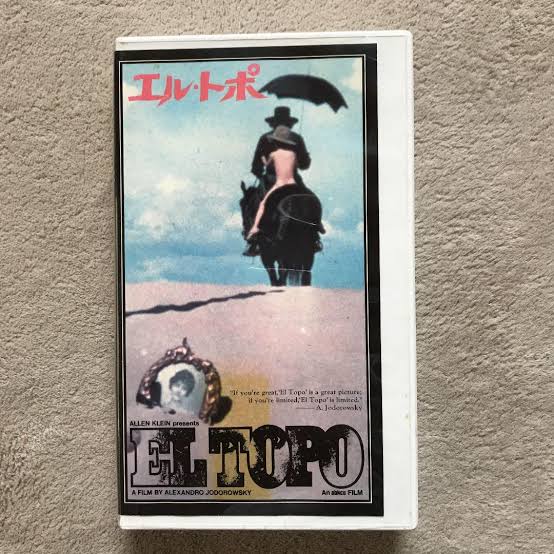 エル・トポ
"If you're great,'El Topo' is a great picture;
if you're limited,'El Topo' is limited."
—— A. Jodorowsky
ALLEN KLEIN presents
EL TOPO
A FILM BY ALEXANDRO JODOROWSKY
An abkco FILM